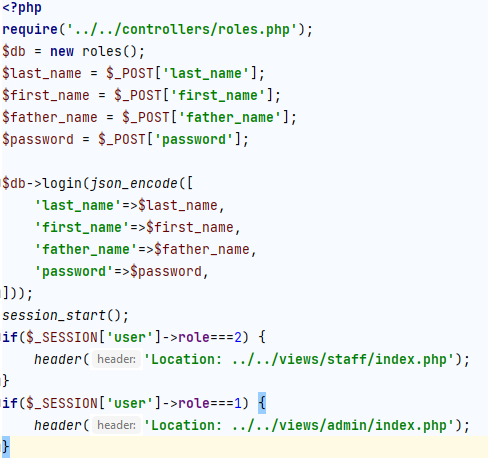 <?php
require('../../controllers/roles.php');
$db = new roles();
$last_name = $_POST['last_name'];
$first_name = $_POST['first_name'];
$father_name = $_POST['father_name'];
$password = $_POST['password'];

$db->login(json_encode([
    'last_name'=>$last_name,
    'first_name'=>$first_name,
    'father_name'=>$father_name,
    'password'=>$password,
]));
session_start();
if($_SESSION['user']->role===2) {
    header( header: 'Location: ../../views/staff/index.php');
}
if($_SESSION['user']->role===1) {
    header( header: 'Location: ../../views/admin/index.php');
}